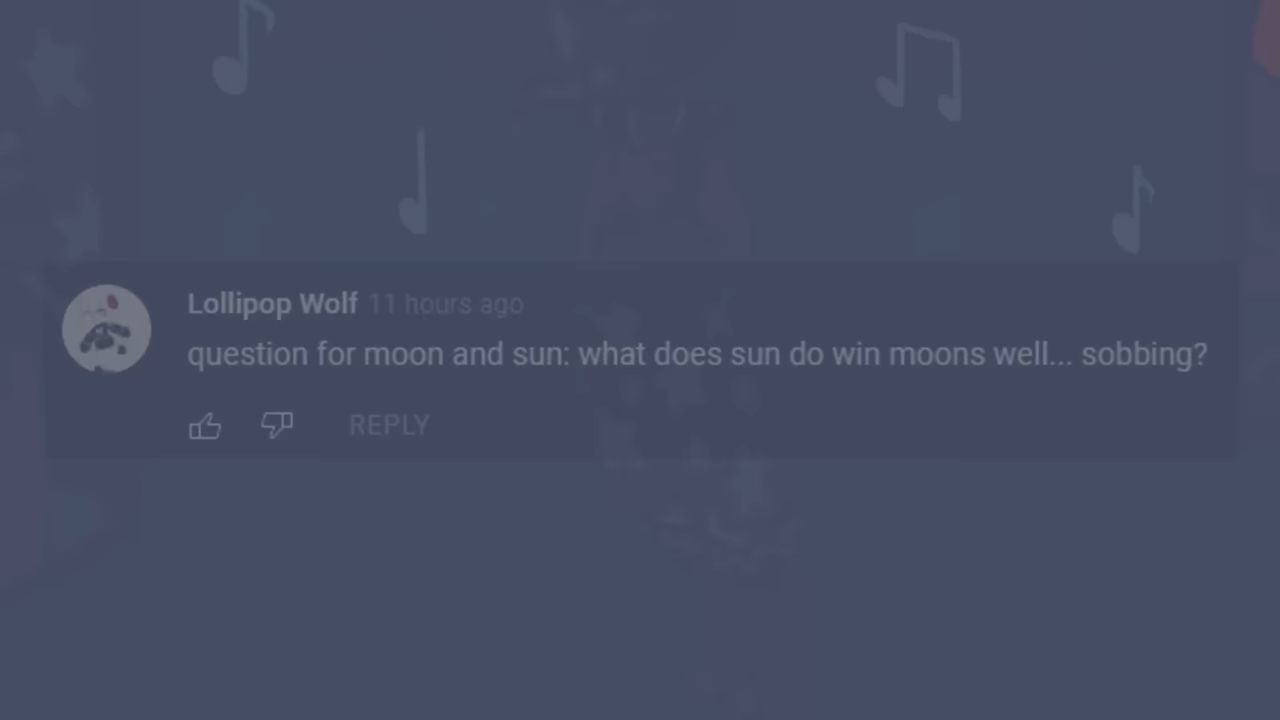 Lollipop Wolf 11 hours ago
question for moon and sun: what does sun do win moons well... sobbing?
REPLY